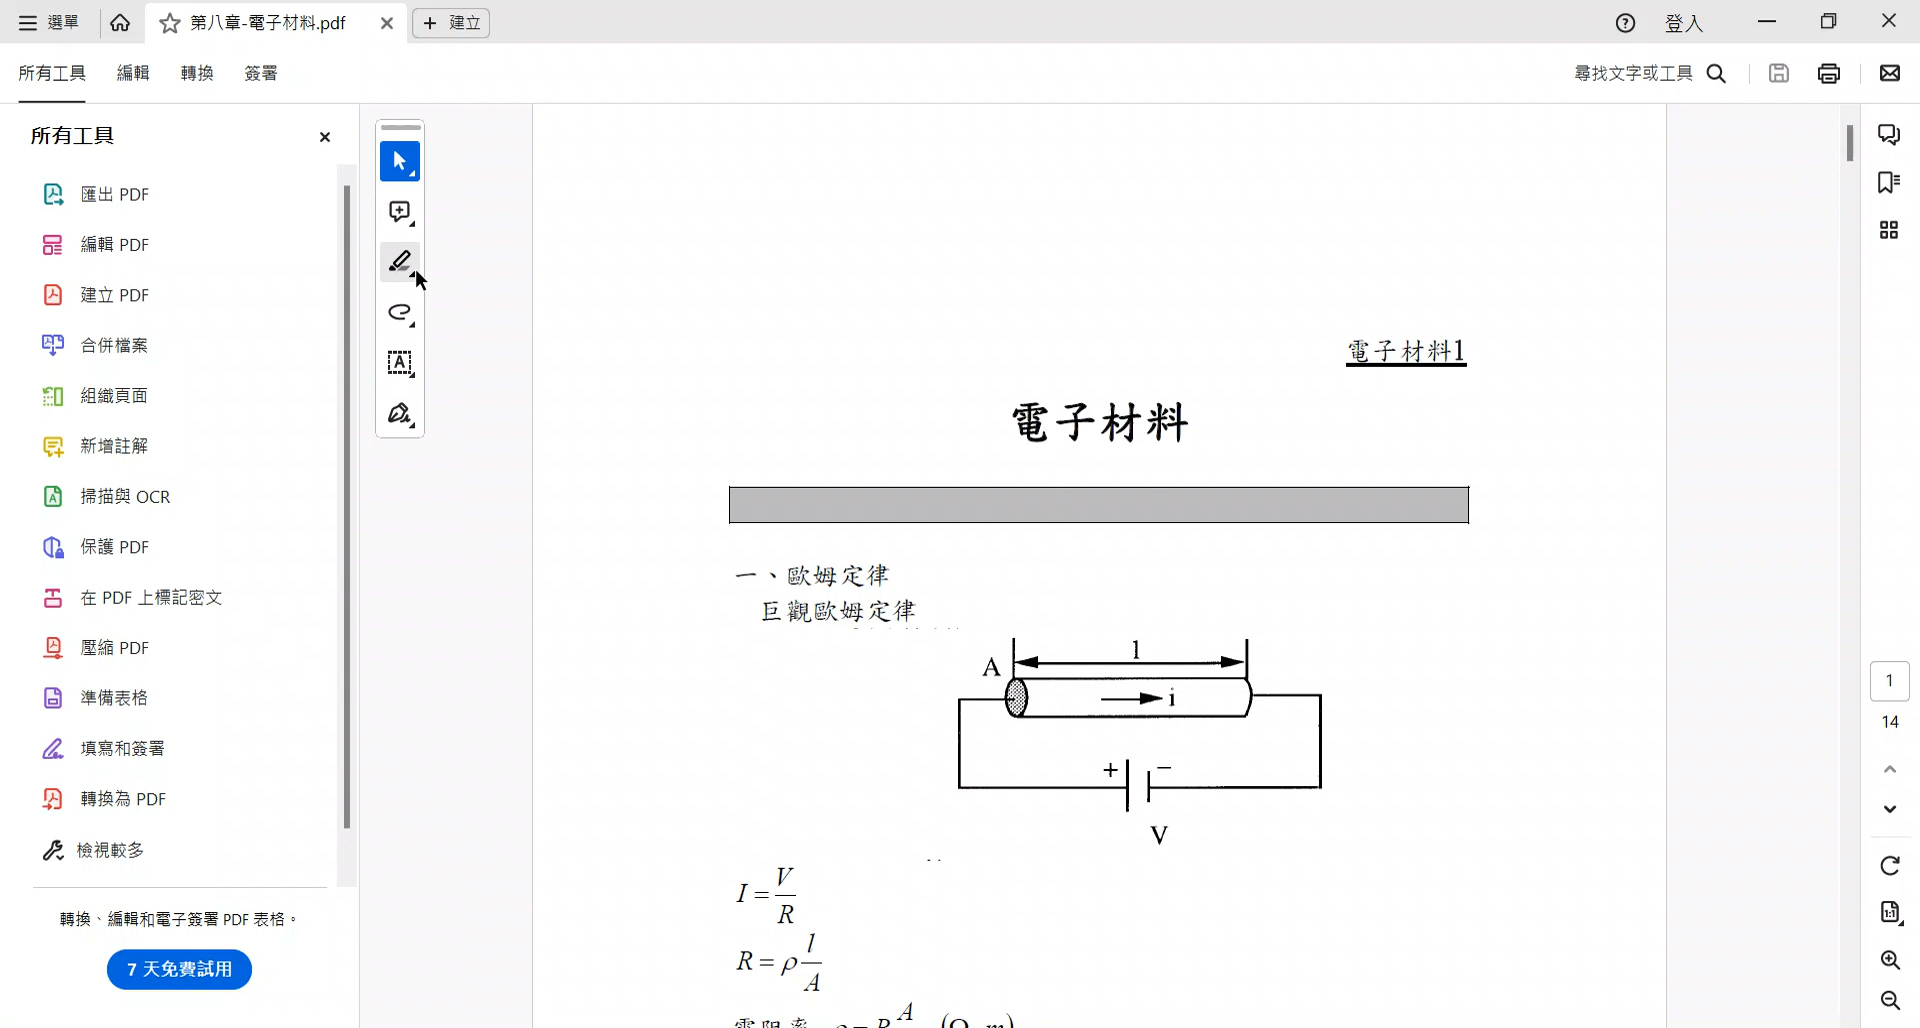 選單
第八章-電子材料.pdf
建立
登入
所有工具 編輯 轉換 簽署
尋找文字或工具
所有工具
匯出 PDF
編輯 PDF
建立 PDF
合併檔案
組織頁面
新增註解
掃描與 OCR
保護 PDF
在 PDF 上標記密文
壓縮 PDF
準備表格
填寫和簽署
轉換為 PDF
檢視較多
轉換、編輯和電子簽署 PDF 表格。
7 天免費試用
電子材料1
電子材料
一、歐姆定律
巨觀歐姆定律
A
l
i
+ −
V
I = V/R
R = ρ l/A
1
14